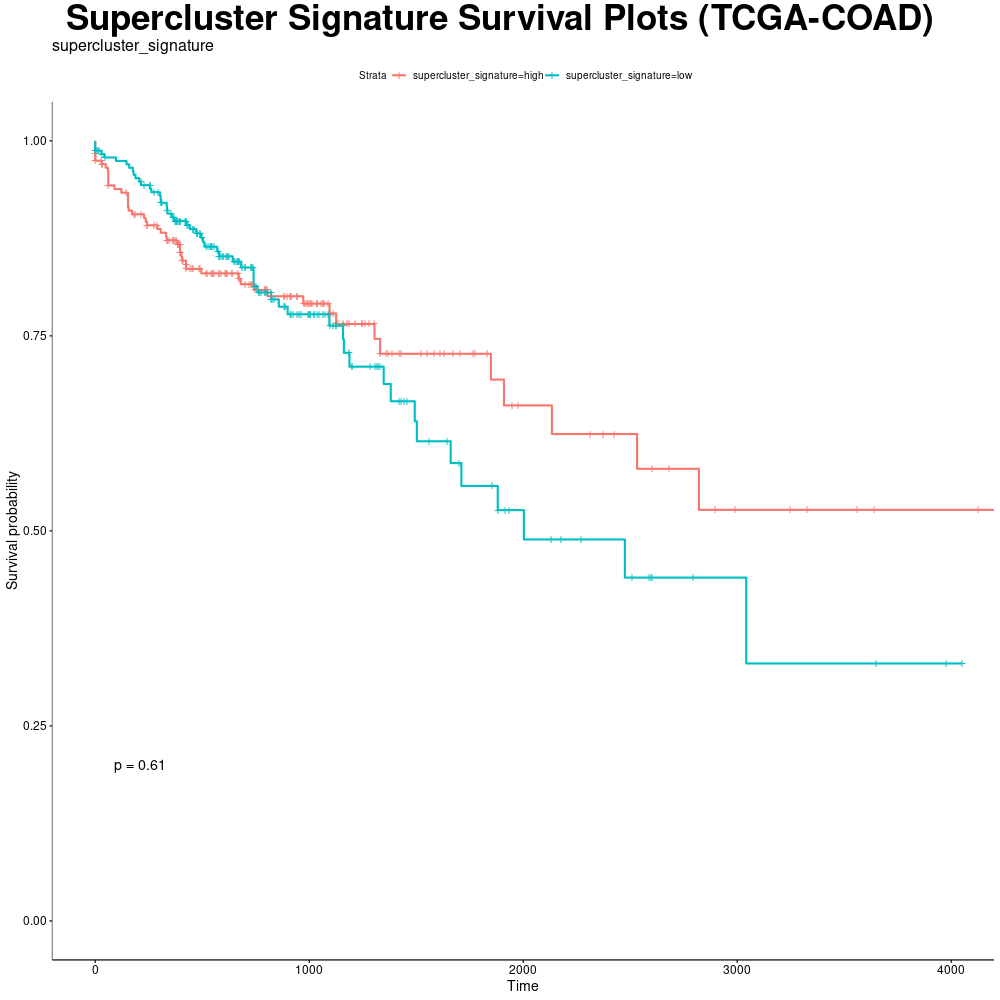 Supercluster Signature Survival Plots (TCGA-COAD)
supercluster_signature
Strata supercluster_signature=high supercluster_signature=low
1.00
0.75
0.50
0.25
0.00
Survival probability
p = 0.61
0 1000 2000 3000 4000
Time